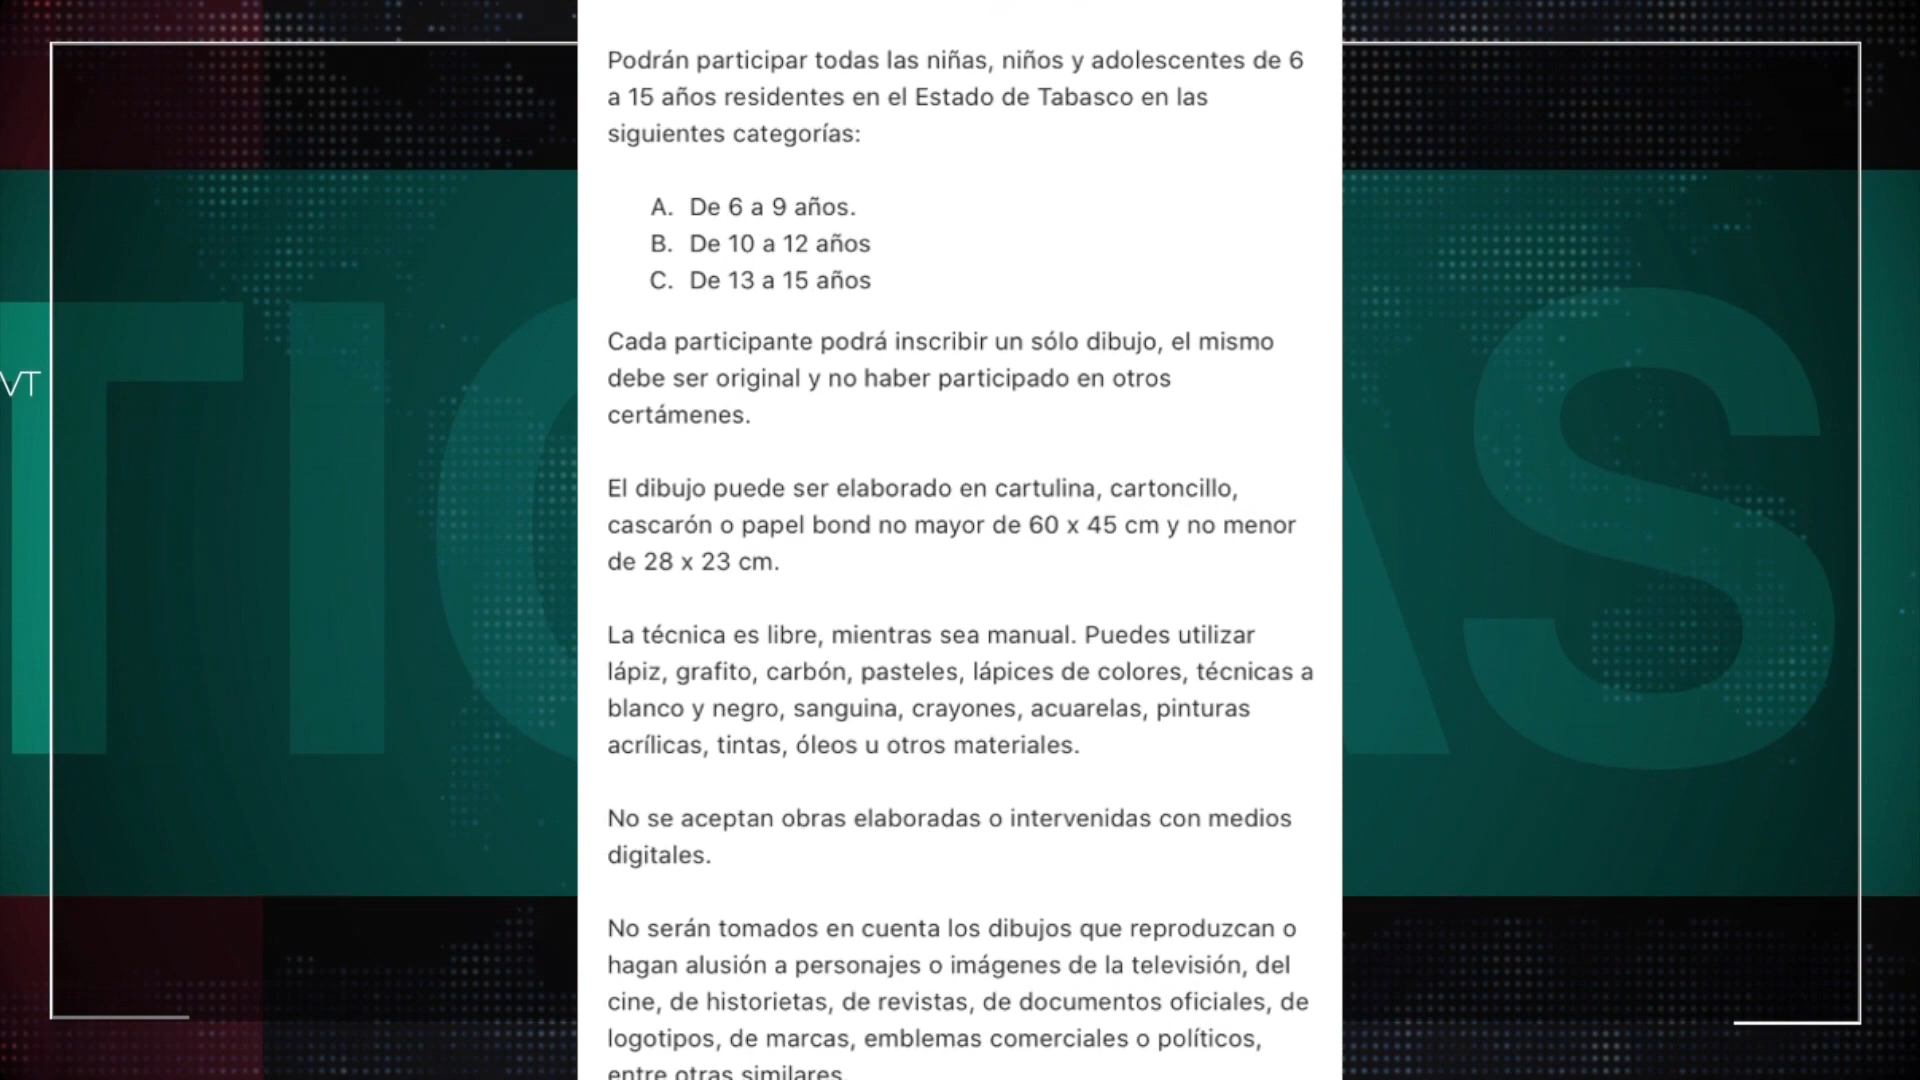 Podrán participar todas las niñas, niños y adolescentes de 6
a 15 años residentes en el Estado de Tabasco en las
siguientes categorías:
A. De 6 a 9 años.
B. De 10 a 12 años
C. De 13 a 15 años
Cada participante podrá inscribir un sólo dibujo, el mismo
debe ser original y no haber participado en otros
certámenes.
El dibujo puede ser elaborado en cartulina, cartoncillo,
cascarón o papel bond no mayor de 60 x 45 cm y no menor
de 28 x 23 cm.
La técnica es libre, mientras sea manual. Puedes utilizar
lápiz, grafito, carbón, pasteles, lápices de colores, técnicas a
blanco y negro, sanguina, crayones, acuarelas, pinturas
acrílicas, tintas, óleos u otros materiales.
No se aceptan obras elaboradas o intervenidas con medios
digitales.
No serán tomados en cuenta los dibujos que reproduzcan o
hagan alusión a personajes o imágenes de la televisión, del
cine, de historietas, de revistas, de documentos oficiales, de
logotipos, de marcas, emblemas comerciales o políticos,
entre otras similares.
VT
TIC
AS